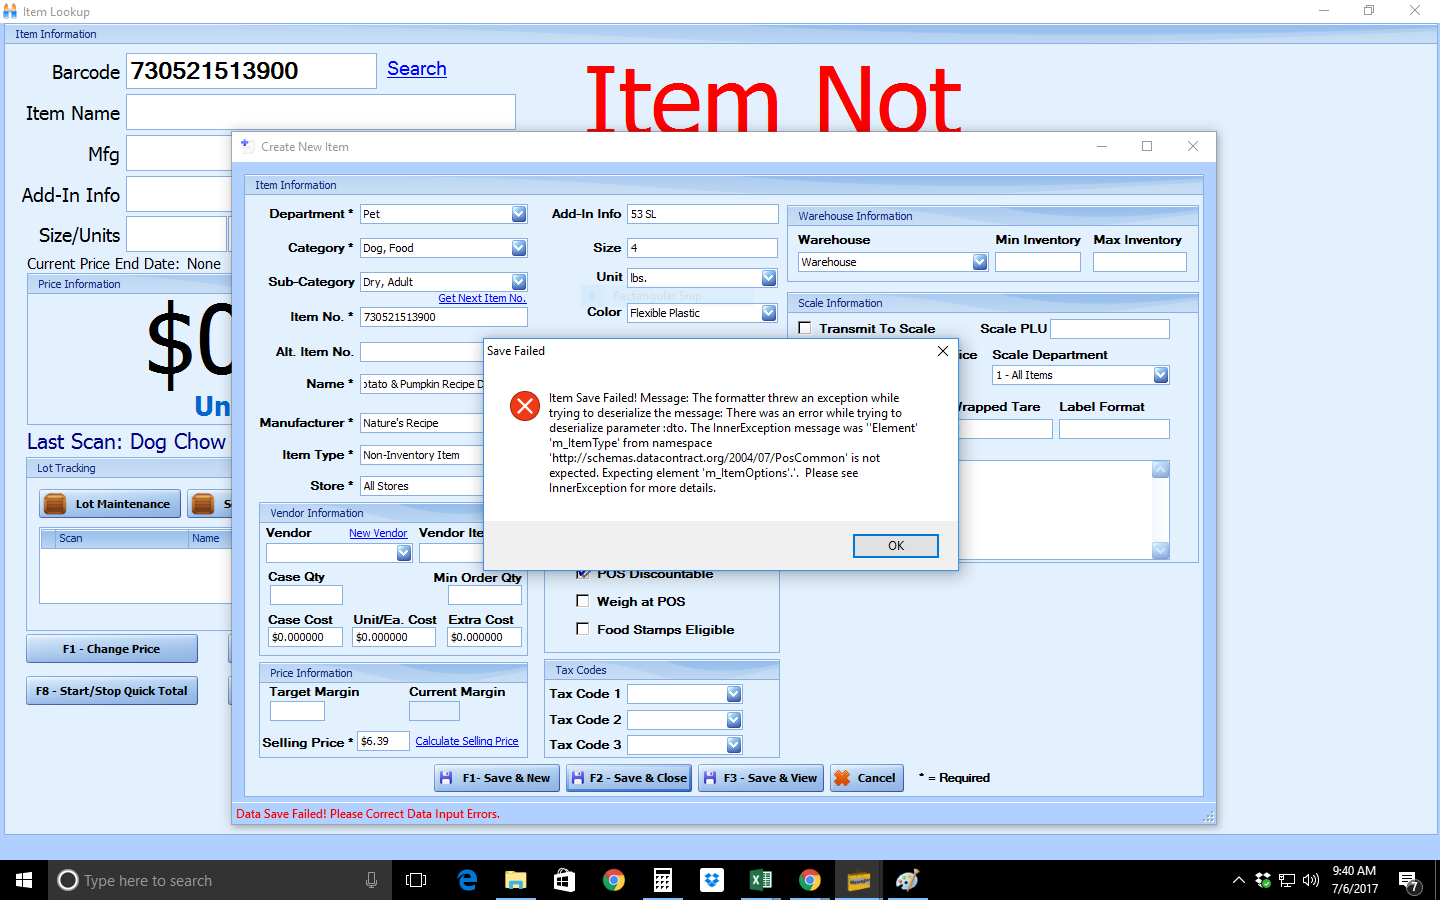 Item Lookup
Item Information
Barcode 730521513900 Search
Item Not
Item Name
Mfg
Add-In Info
Size/Units
Current Price End Date: None
Price Information
$0
Un
Last Scan: Dog Chow
Lot Tracking
Lot Maintenance S
Scan Name
F1 - Change Price
F8 - Start/Stop Quick Total
Create New Item
Item Information
Department * Pet
Category * Dog, Food
Sub-Category Dry, Adult
Get Next Item No.
Item No. * 730521513900
Alt. Item No.
Name * otato & Pumpkin Recipe D
Manufacturer * Nature's Recipe
Item Type * Non-Inventory Item
Store * All Stores
Add-In Info 53 SL
Size 4
Unit lbs.
Rectangular Snip
Color Flexible Plastic
Warehouse Information
Warehouse Min Inventory Max Inventory
Warehouse
Scale Information
Transmit To Scale Scale PLU
ice Scale Department
1 - All Items
Wrapped Tare Label Format
Save Failed
Item Save Failed! Message: The formatter threw an exception while
trying to deserialize the message: There was an error while trying to
deserialize parameter :dto. The InnerException message was ''Element'
'm_ItemType' from namespace
'http://schemas.datacontract.org/2004/07/PosCommon' is not
expected. Expecting element 'm_ItemOptions'.'.  Please see
InnerException for more details.
OK
Vendor Information
Vendor New Vendor Vendor Ite
Case Qty Min Order Qty
Case Cost Unit/Ea. Cost Extra Cost
$0.000000 $0.000000 $0.000000
POS Discountable
Weigh at POS
Food Stamps Eligible
Price Information
Target Margin Current Margin
Selling Price * $6.39 Calculate Selling Price
Tax Codes
Tax Code 1
Tax Code 2
Tax Code 3
F1- Save & New F2 - Save & Close F3 - Save & View Cancel * = Required
Data Save Failed! Please Correct Data Input Errors.
Type here to search
9:40 AM
7/6/2017
7